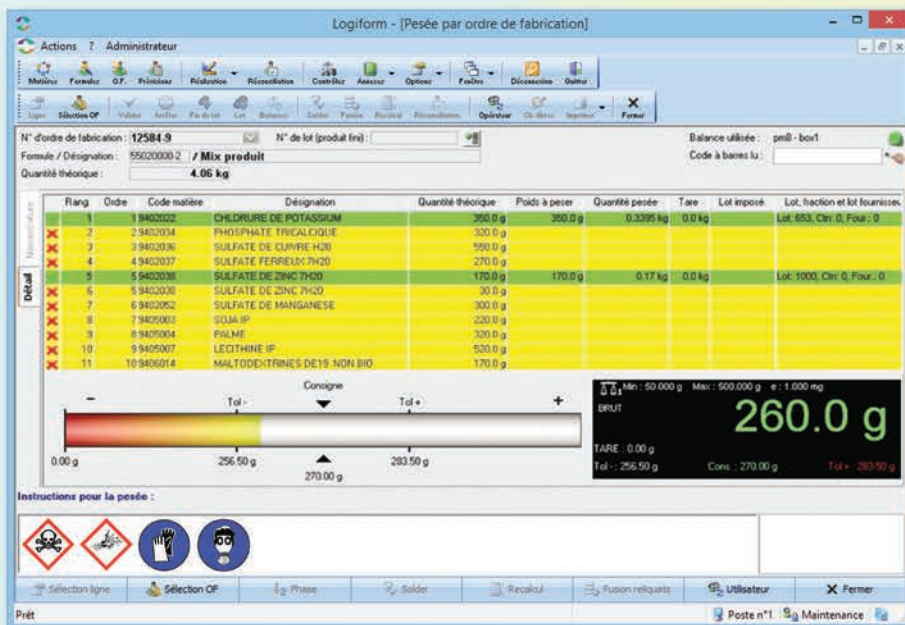 Logiform - [Pesée par ordre de fabrication]
Actions ? Administrateur
Matières Formules O.F. Prévisions Réalisation Réconciliation Contrôles Annexes Options Fenêtre Déconnexion Quitter
Ligne Sélection OF Valider Arrêter Fin de lot Lot Balances Solder Fusion Recalcul Réconciliation Opérateur Ch. libres Imprimer Fermer
N° d'ordre de fabrication : 12584-9 N° de lot (produit fini) : Balance utilisée : pm8 - box1
Formule / Désignation : 55020000-2 / Mix produit Code à barres lu :
Quantité théorique : 4.06 kg
Nomenclature
Détail
Rang Ordre Code matière Désignation Quantité théorique Poids à peser Quantité pesée Tare Lot imposé Lot, fraction et lot fournisseu
1 1 9402022 CHLORURE DE POTASSIUM 350.0 g 350.0 g 0.3395 kg 0.0 kg Lot: 653, Ctn: 0, Four.: 0
2 2 9402034 PHOSPHATE TRICALCIQUE 320.0 g
3 3 9402036 SULFATE DE CUIVRE H20 550.0 g
4 4 9402037 SULFATE FERREUX 7H20 270.0 g
5 5 9402038 SULFATE DE ZINC 7H20 170.0 g 170.0 g 0.17 kg 0.0 kg Lot: 1000, Ctn: 0, Four.: 0
6 5 9402038 SULFATE DE ZINC 7H20 30.0 g
7 6 9402052 SULFATE DE MANGANESE 300.0 g
8 7 9405003 SOJA IP 220.0 g
9 8 9405004 PALME 320.0 g
10 9 9405007 LECITHINE IP 520.0 g
11 10 9406014 MALTODEXTRINES DE19 NON BIO 170.0 g
Consigne
- Tol - Tol + +
0.00 g 256.50 g 283.50 g
270.00 g
Min : 50.000 g Max : 500.000 g e : 1.000 mg
BRUT
260.0 g
TARE : 0.00 g
Tol - : 256.50 g Cons : 270.00 g Tol + : 283.50 g
Instructions pour la pesée :
Sélection ligne Sélection OF Phase Solder Recalcul Fusion reliquats Utilisateur Fermer
Prêt Poste n°1 Maintenance